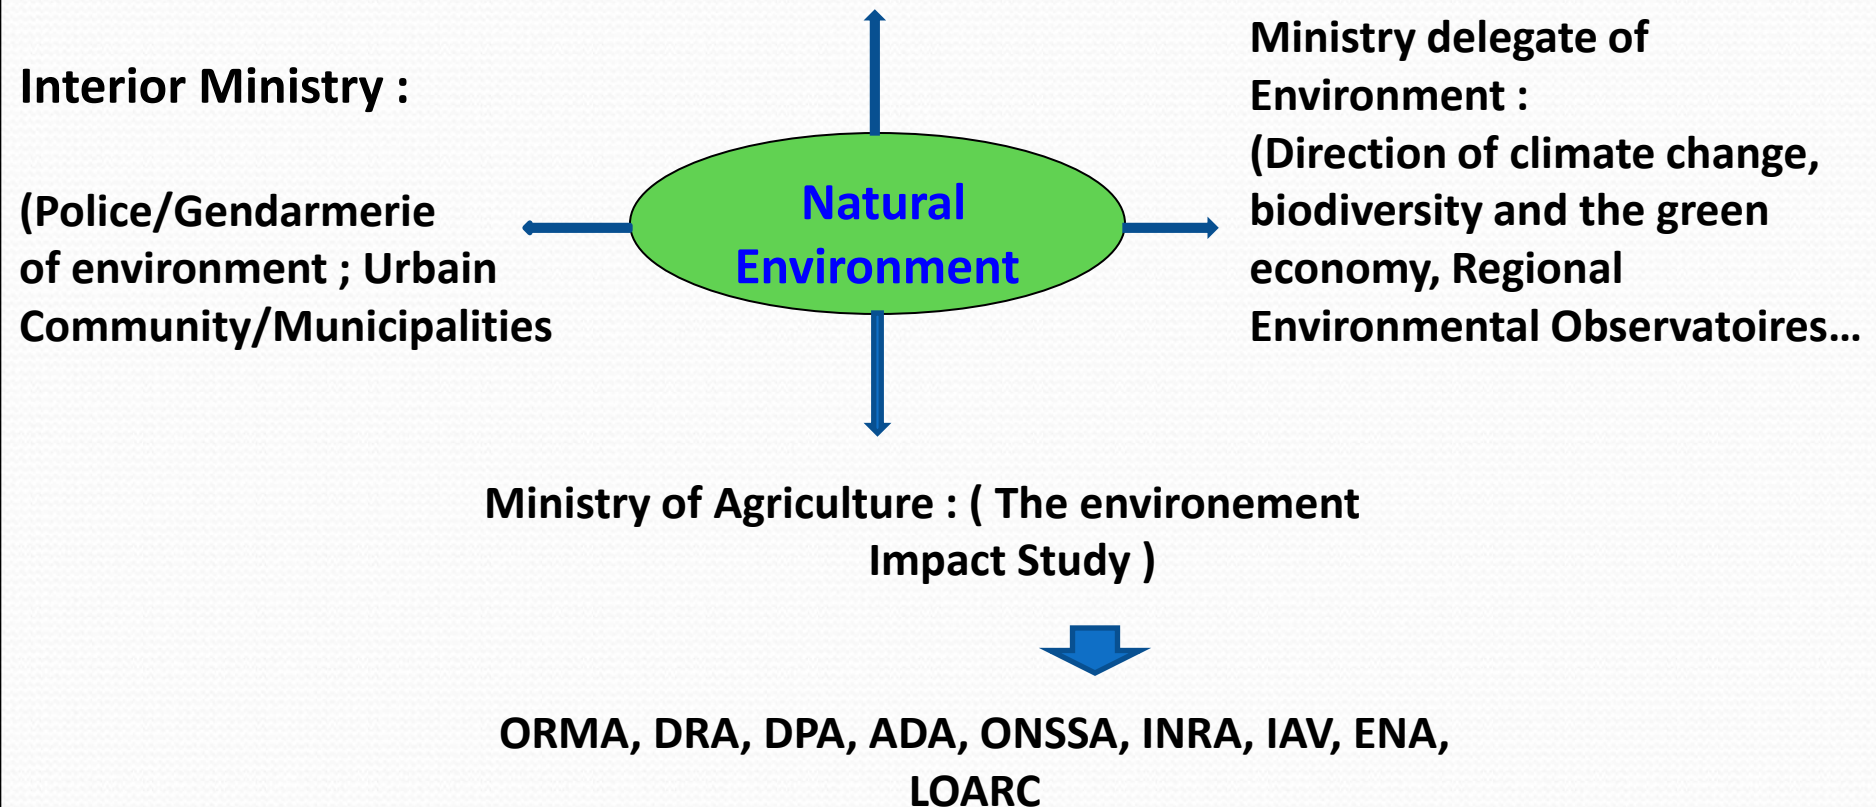 Interior Ministry :
(Police/Gendarmerie
of environment ; Urbain
Community/Municipalities
Natural
Environment
Ministry delegate of
Environment :
(Direction of climate change,
biodiversity and the green
economy, Regional
Environmental Observatoires…
Ministry of Agriculture : ( The environement
Impact Study )
ORMA, DRA, DPA, ADA, ONSSA, INRA, IAV, ENA,
LOARC